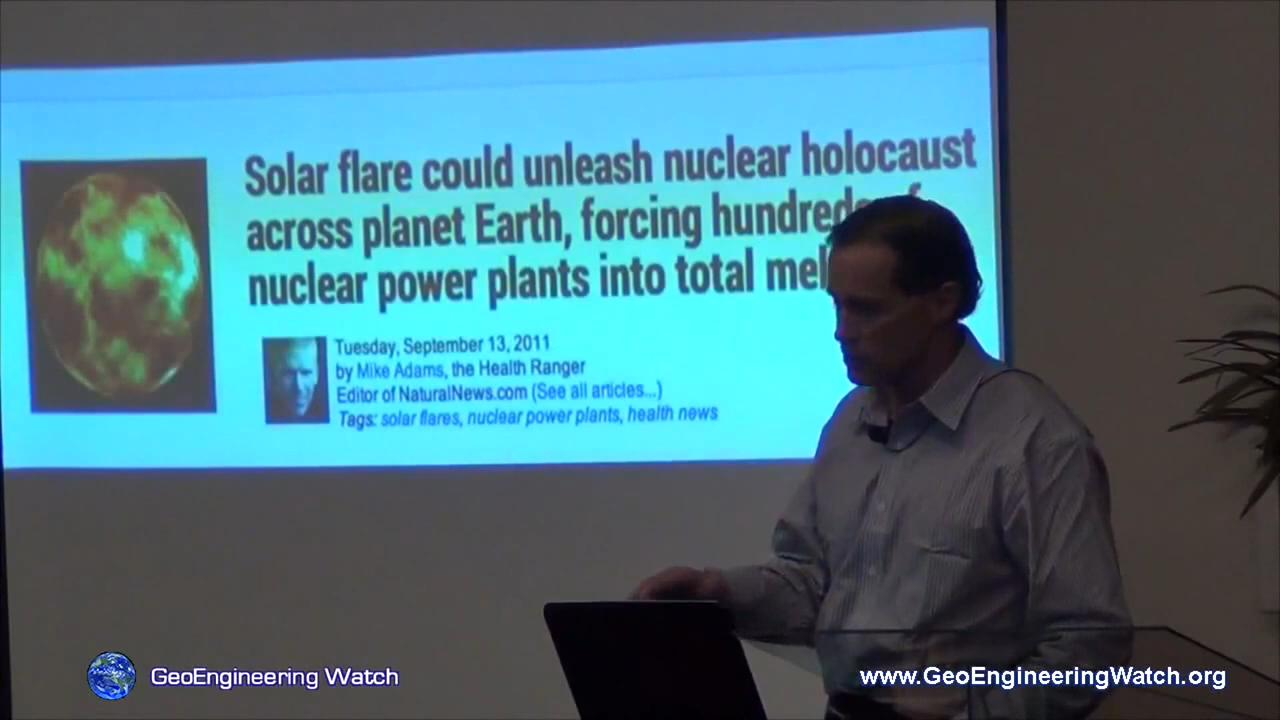 Solar flare could unleash nuclear holocaust
across planet Earth, forcing
nuclear power plants into total
Tuesday, September 13, 2011
by Mike Adams, the Health Ranger
Editor of NaturalNews.com (See all articles...)
Tags: solar flares, nuclear power plants, health news
GeoEngineering Watch
www.GeoEngineeringWatch.org